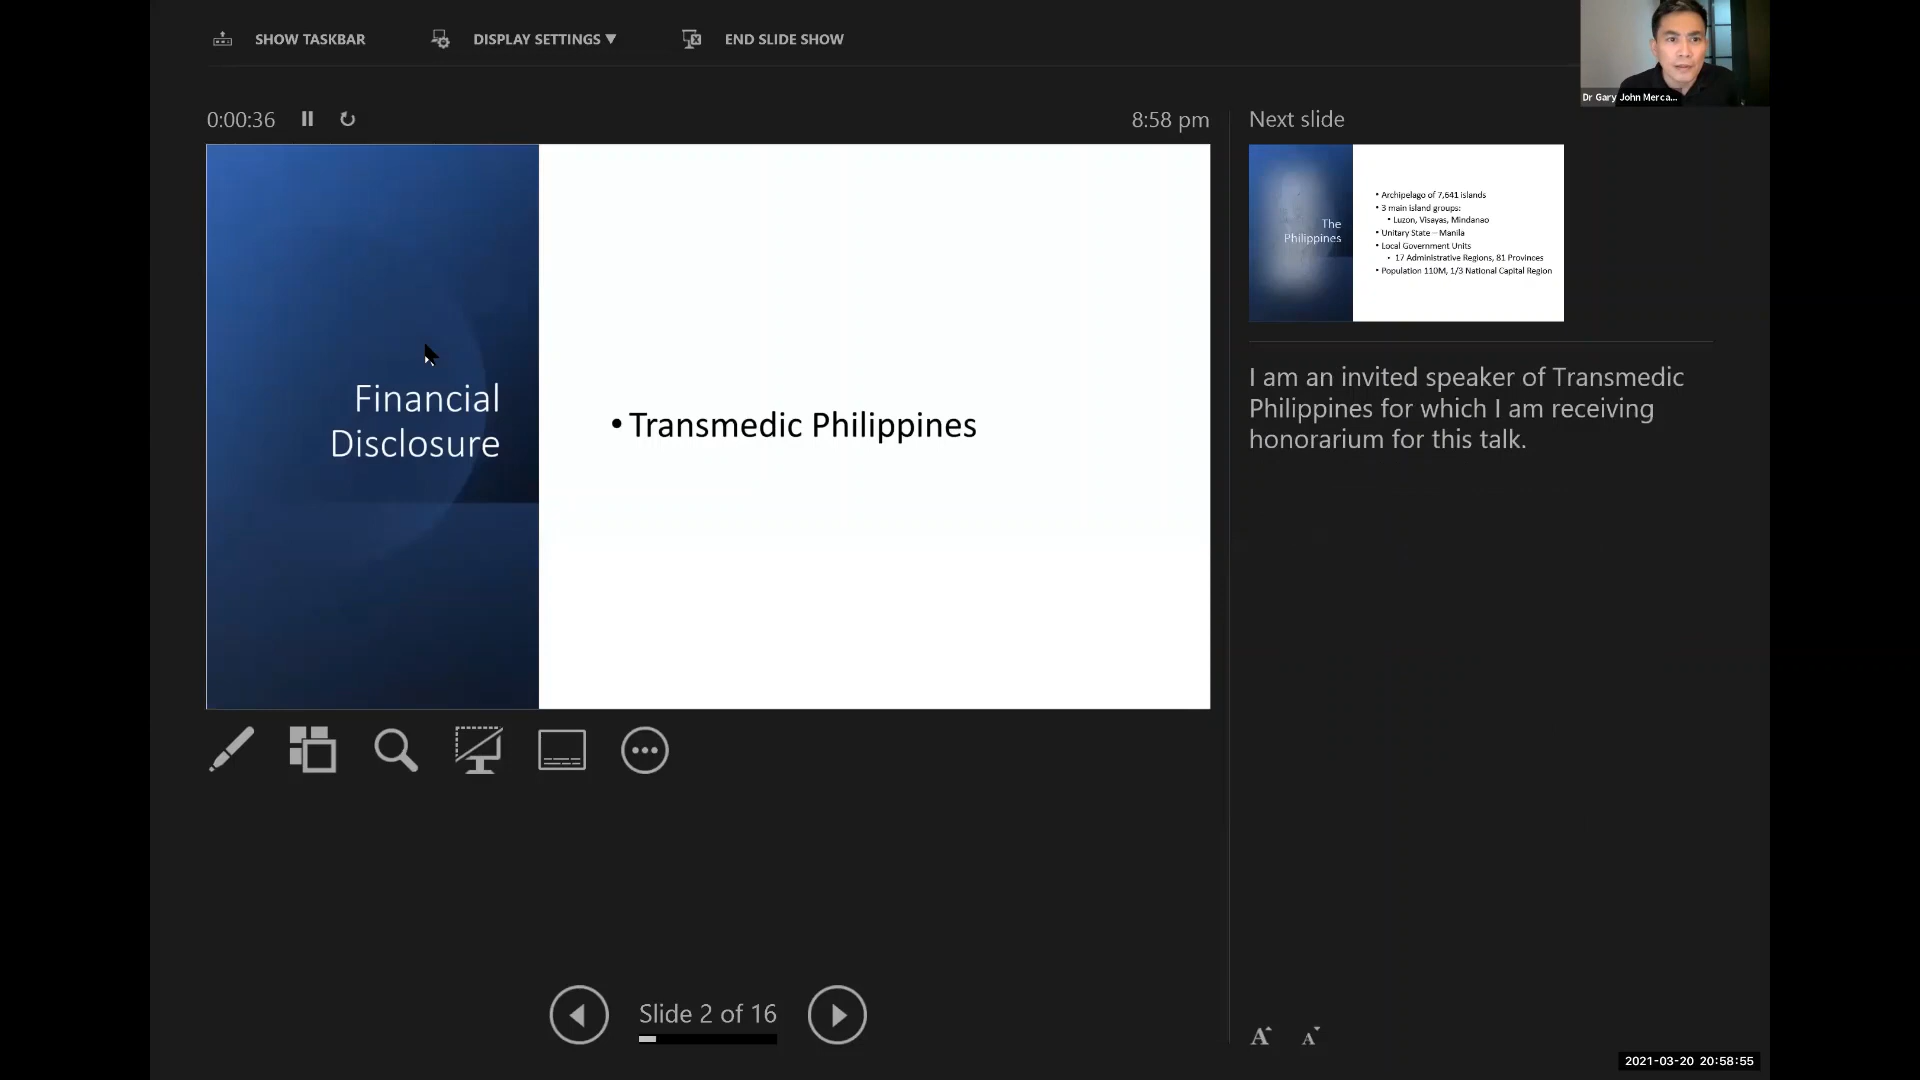 SHOW TASKBAR
DISPLAY SETTINGS ▼
END SLIDE SHOW
Dr Gary John Merca...
0:00:36
8:58 pm
Next slide
Financial
Disclosure
• Transmedic Philippines
The
Philippines
• Archipelago of 7,641 islands
• 3 main island groups:
• Luzon, Visayas, Mindanao
• Unitary State – Manila
• Local Government Units
• 17 Administrative Regions, 81 Provinces
• Population 110M, 1/3 National Capital Region
I am an invited speaker of Transmedic
Philippines for which I am receiving
honorarium for this talk.
Slide 2 of 16
A A
2021-03-20 20:58:55